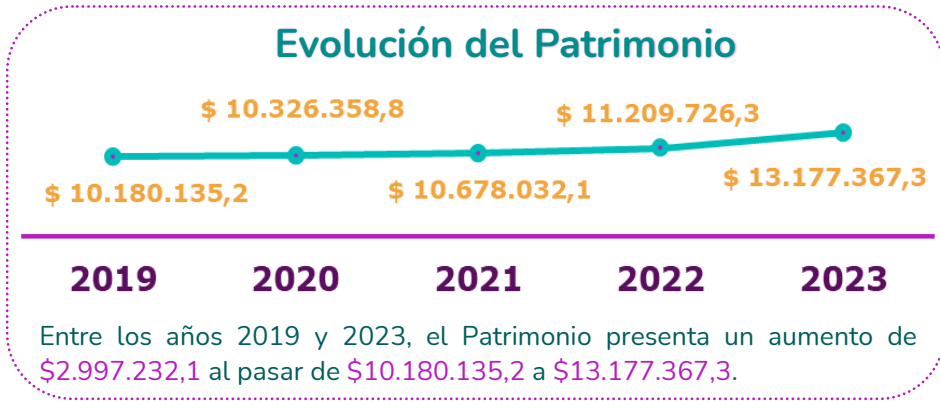 Evolución del Patrimonio
$ 10.326.358,8
$ 11.209.726,3
$ 10.180.135,2
$ 10.678.032,1
$ 13.177.367,3
2019 2020 2021 2022 2023
Entre los años 2019 y 2023, el Patrimonio presenta un aumento de
$2.997.232,1 al pasar de $10.180.135,2 a $13.177.367,3.